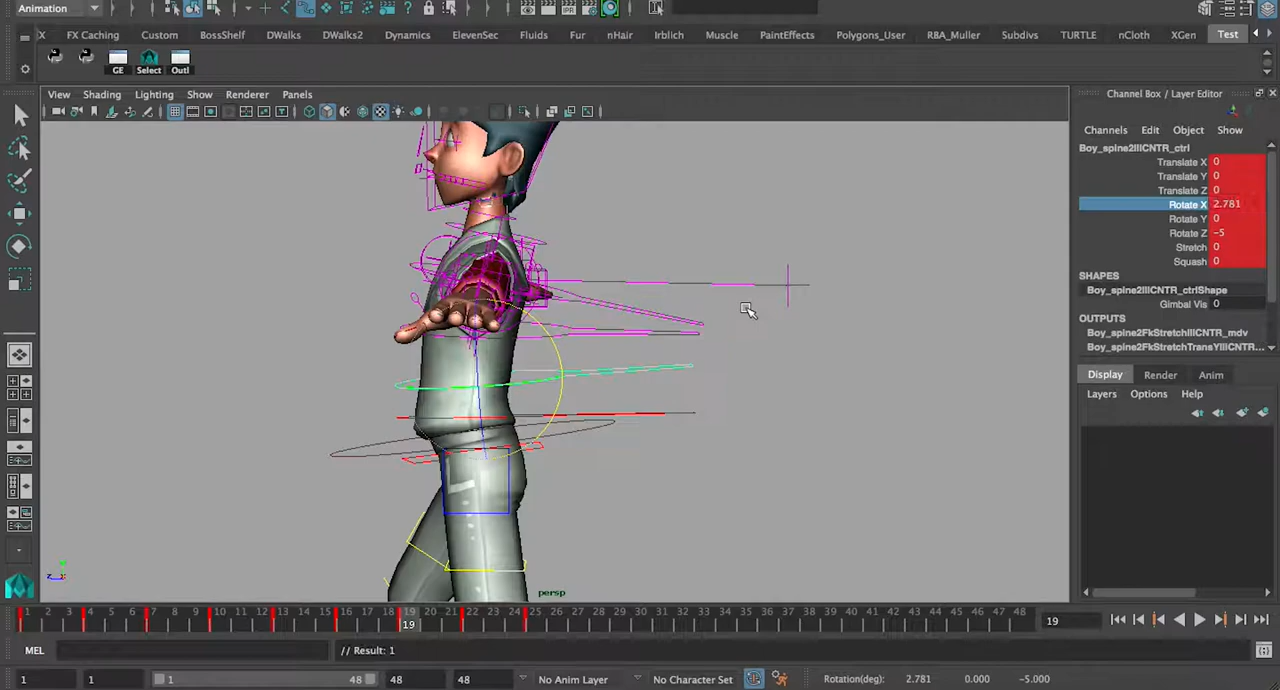 Animation
FX Caching Custom BossShelf DWalks DWalks2 Dynamics ElevenSec Fluids Fur nHair Irblich Muscle PaintEffects Polygons_User RBA_Muller Subdivs TURTLE nCloth XGen Test
GE Select Outl
View Shading Lighting Show Renderer Panels
Channel Box / Layer Editor
Channels Edit Object Show
Boy_spine2IIICNTR_ctrl
Translate X 0
Translate Y 0
Translate Z 0
Rotate X 2.781
Rotate Y 0
Rotate Z -5
Stretch 0
Squash 0
SHAPES
Boy_spine2IIICNTR_ctrlShape
Gimbal Vis 0
OUTPUTS
Boy_spine2FkStretchIIICNTR_mdv
Boy_spine2FkStretchTransYIIICNTR...
Display Render Anim
Layers Options Help
persp
1 2 3 4 5 6 7 8 9 10 11 12 13 14 15 16 17 18 19 20 21 22 23 24 25 26 27 28 29 30 31 32 33 34 35 36 37 38 39 40 41 42 43 44 45 46 47 48
19
19
MEL // Result: 1
1 1 1 48 48 48 No Anim Layer No Character Set Rotation(deg): 2.781 0.000 -5.000